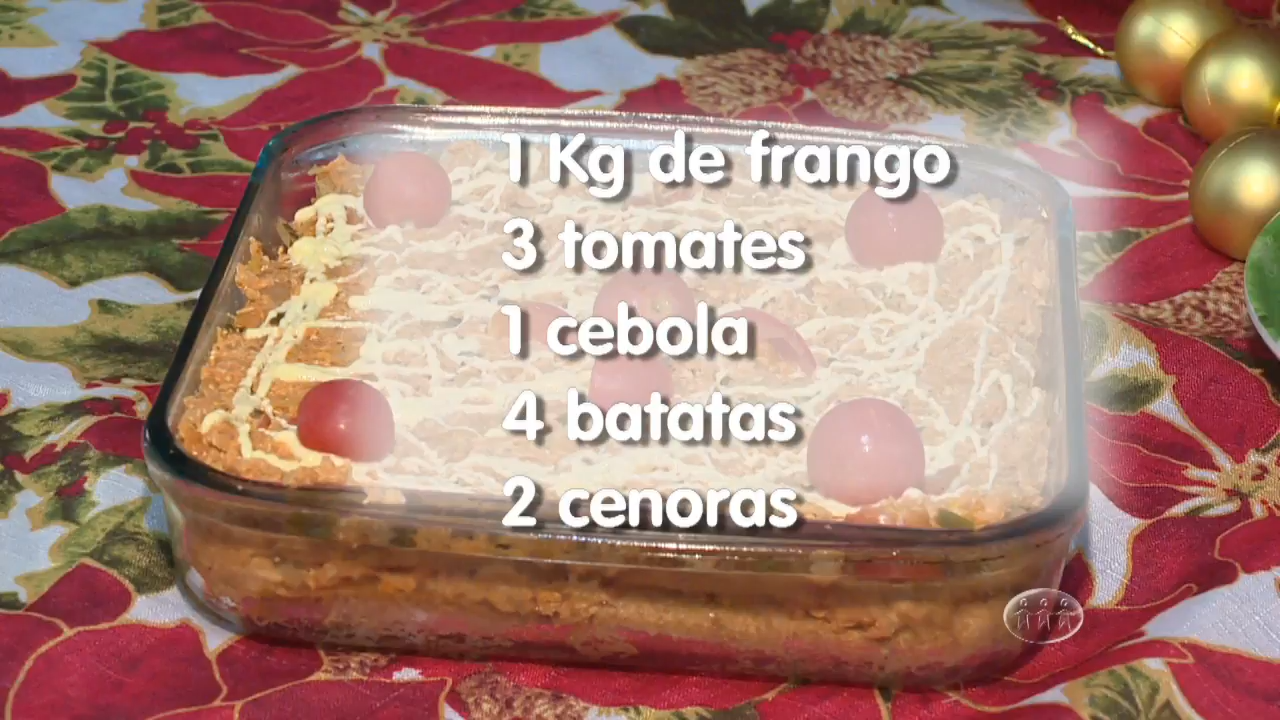 1 Kg de frango
3 tomates
1 cebola
4 batatas
2 cenoras